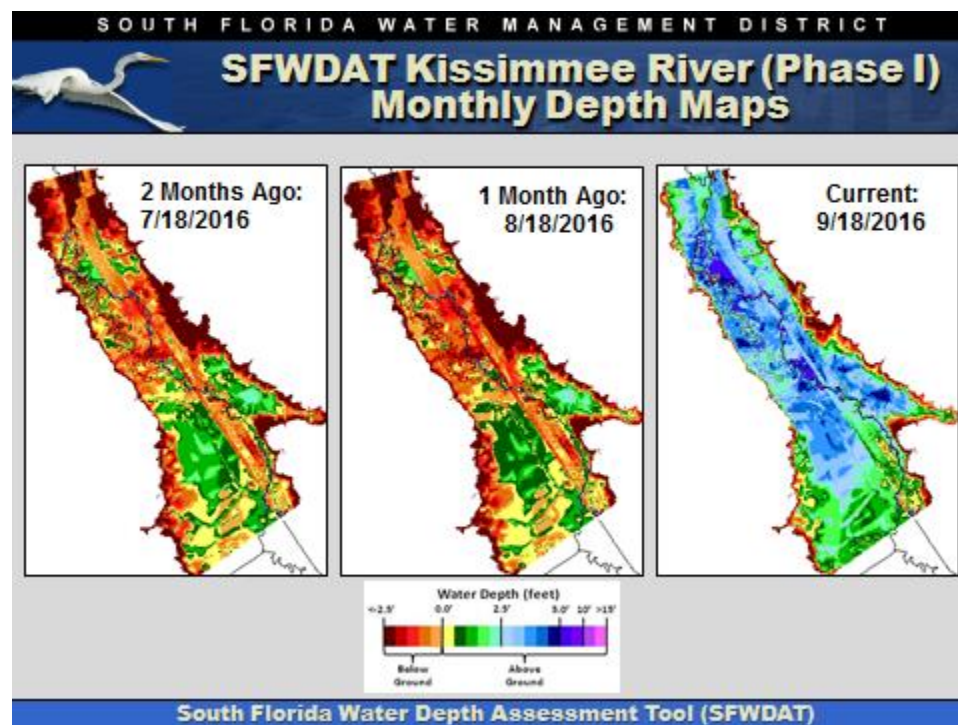 SOUTH FLORIDA WATER MANAGEMENT DISTRICT
SFWDAT Kissimmee River (Phase I)
Monthly Depth Maps
2 Months Ago:
7/18/2016
1 Month Ago:
8/18/2016
Current:
9/18/2016
Water Depth (feet)
<-2.5' 0.0' 2.5' 5.0' 10' >15'
Below
Ground
Above
Ground
South Florida Water Depth Assessment Tool (SFWDAT)